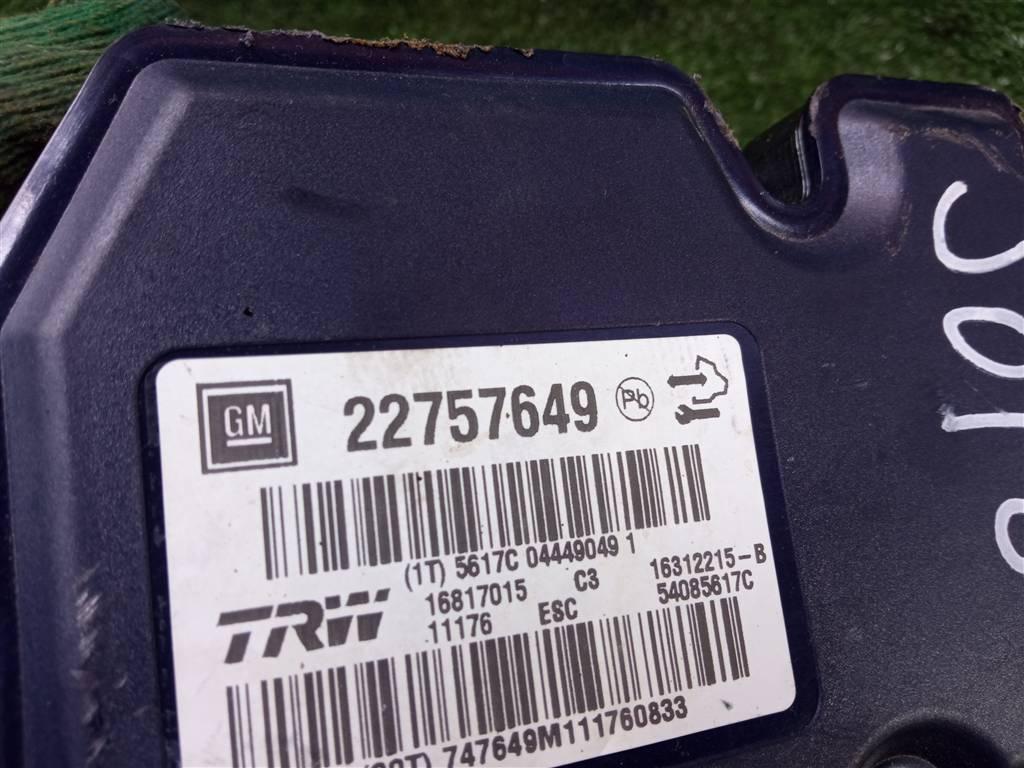 GM 22757649 Pb
(1T) 5617C 04449049 1
TRW 16817015 C3 16312215-B
11176 ESC 54085617C
747649M111760833